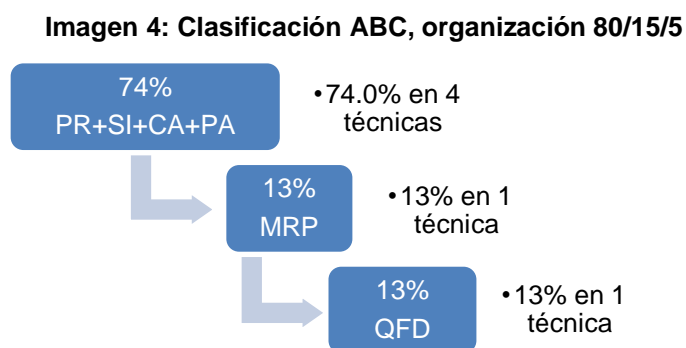 Imagen 4: Clasificación ABC, organización 80/15/5
74%
PR+SI+CA+PA
•74.0% en 4
técnicas
13%
MRP
•13% en 1
técnica
13%
QFD
•13% en 1
técnica